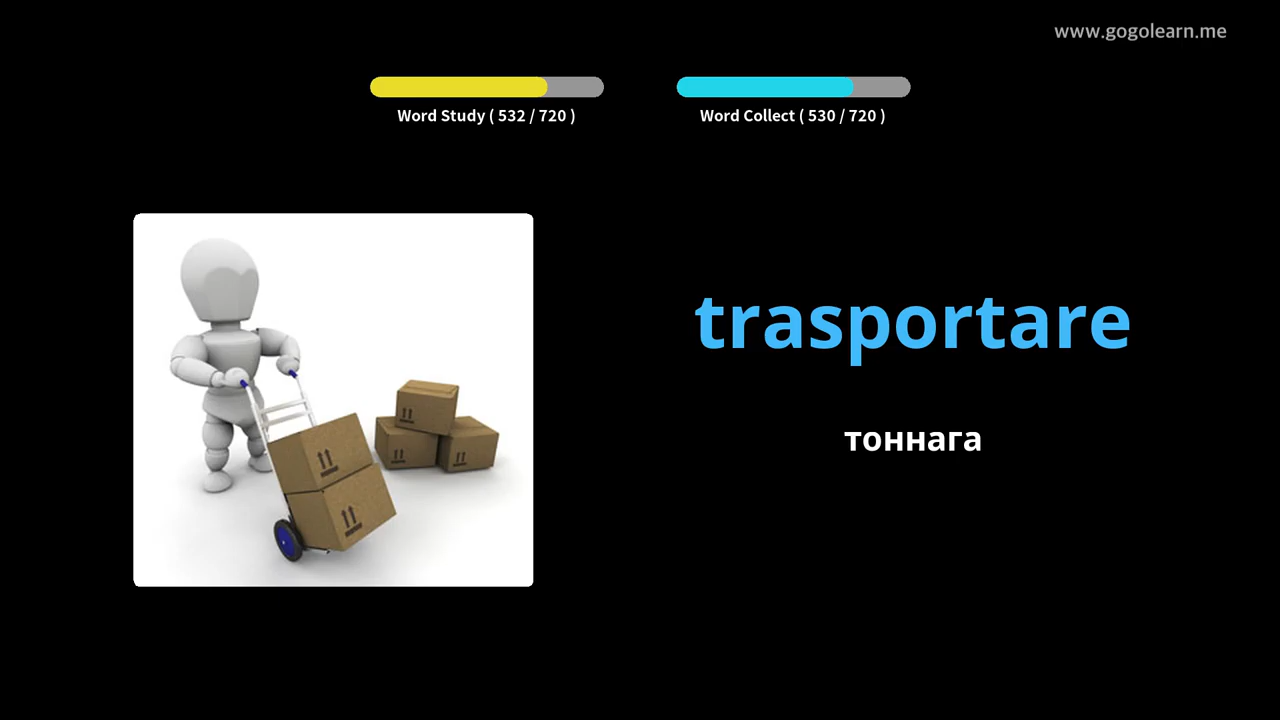 www.gogolearn.me
Word Study ( 532 / 720 )
Word Collect ( 530 / 720 )
trasportare
тоннага